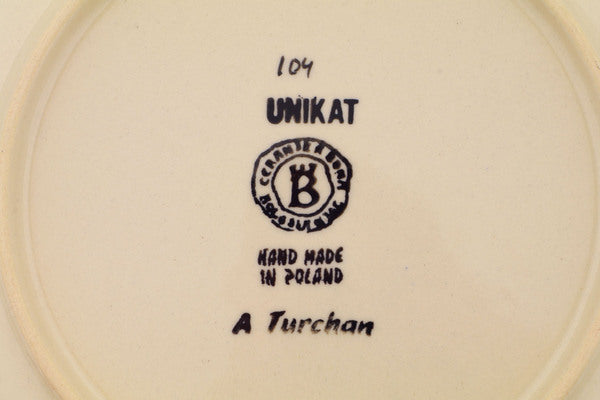 104
UNIKAT
B
HAND MADE
IN POLAND
A Turchan